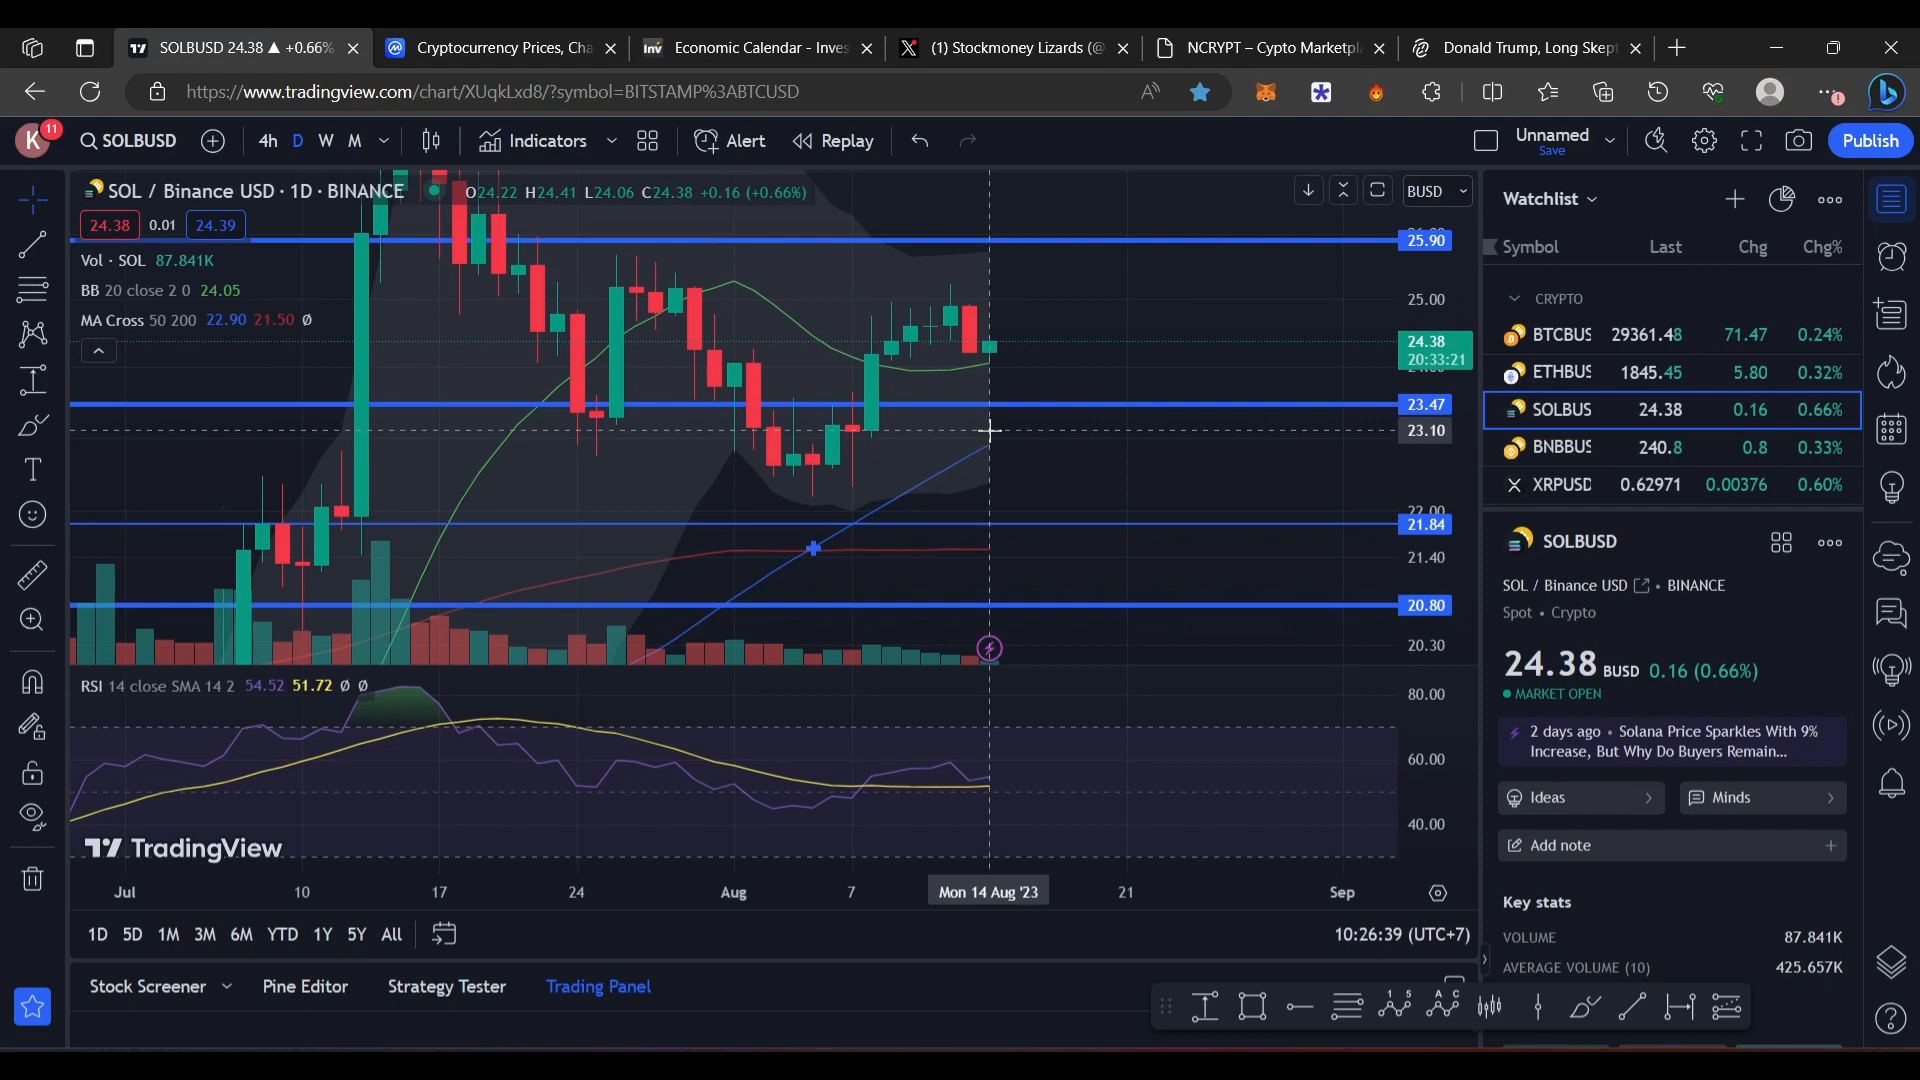 SOLBUSD 24.38 ▲ +0.66%
Cryptocurrency Prices, Cha
Economic Calendar - Inves
(1) Stockmoney Lizards (@
NCRYPT – Cypto Marketpl
Donald Trump, Long Skept
https://www.tradingview.com/chart/XUqkLxd8/?symbol=BITSTAMP%3ABTCUSD
K 11
SOLBUSD
4h D W M
Indicators
Alert
Replay
Unnamed
Save
Publish
SOL / Binance USD · 1D · BINANCE
O24.22 H24.41 L24.06 C24.38 +0.16 (+0.66%)
BUSD
24.38 0.01 24.39
Vol · SOL 87.841K
BB 20 close 2 0 24.05
MA Cross 50 200 22.90 21.50 Ø
25.90
25.00
24.38
20:33:21
23.47
23.10
22.00
21.84
21.40
20.80
20.30
RSI 14 close SMA 14 2 54.52 51.72 Ø Ø
80.00
60.00
40.00
TradingView
Jul 10 17 24 Aug 7 Mon 14 Aug '23 21 Sep
1D 5D 1M 3M 6M YTD 1Y 5Y All
10:26:39 (UTC+7)
Stock Screener Pine Editor Strategy Tester Trading Panel
Watchlist
Symbol Last Chg Chg%
CRYPTO
BTCBUS 29361.48 71.47 0.24%
ETHBUS 1845.45 5.80 0.32%
SOLBUS 24.38 0.16 0.66%
BNBBUS 240.8 0.8 0.33%
XRPUSD 0.62971 0.00376 0.60%
SOLBUSD
SOL / Binance USD • BINANCE
Spot • Crypto
24.38 BUSD 0.16 (0.66%)
MARKET OPEN
2 days ago • Solana Price Sparkles With 9%
Increase, But Why Do Buyers Remain...
Ideas
Minds
Add note
Key stats
VOLUME 87.841K
AVERAGE VOLUME (10) 425.657K